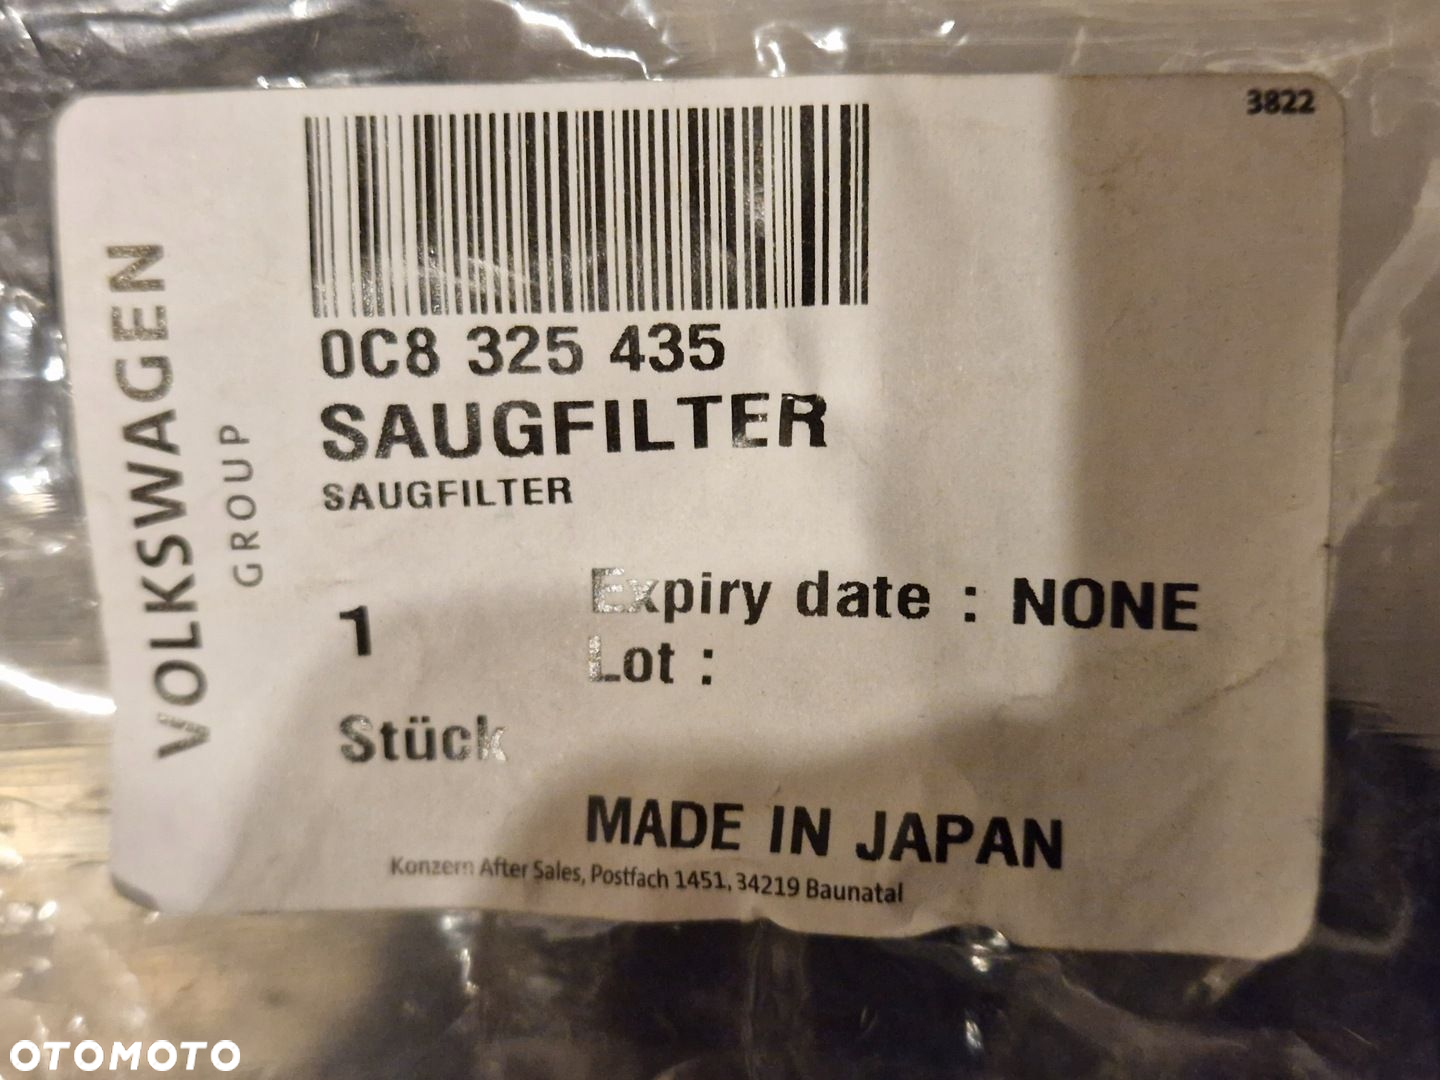 3822
VOLKSWAGEN
GROUP
0C8 325 435
SAUGFILTER
SAUGFILTER
1
Expiry date : NONE
Lot :
Stück
MADE IN JAPAN
Konzern After Sales, Postfach 1451, 34219 Baunatal
OTOMOTO